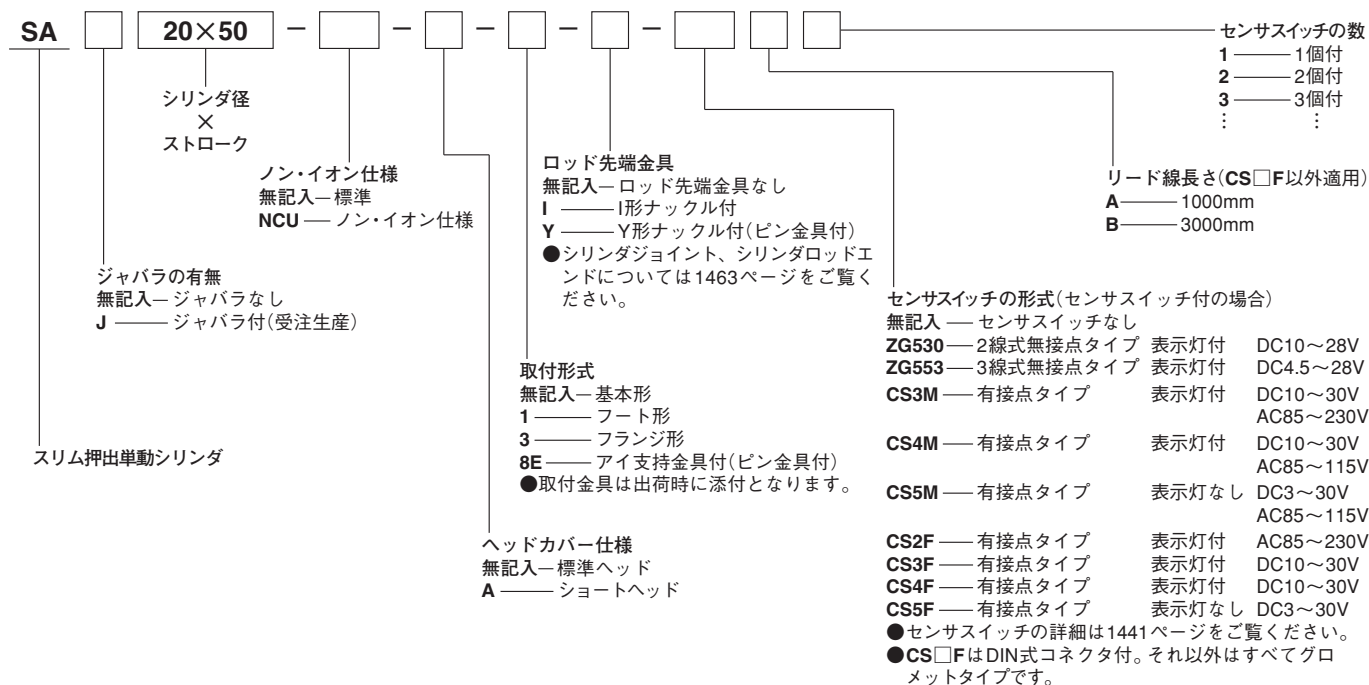 SA □ 20×50 － □ － □ － □ － □ － □ □ □
シリンダ径
×
ストローク
センサスイッチの数
1 ── 1個付
2 ── 2個付
3 ── 3個付
⋮ ⋮
リード線長さ(CS□F以外適用)
A── 1000mm
B── 3000mm
ノン・イオン仕様
無記入─標準
NCU ── ノン・イオン仕様
ロッド先端金具
無記入─ロッド先端金具なし
I ── I形ナックル付
Y ── Y形ナックル付(ピン金具付)
●シリンダジョイント、シリンダロッドエ
ンドについては1463ページをご覧く
ださい。
ジャバラの有無
無記入─ジャバラなし
J ── ジャバラ付(受注生産)
センサスイッチの形式(センサスイッチ付の場合)
無記入 ── センサスイッチなし
ZG530 ── 2線式無接点タイプ 表示灯付 DC10〜28V
ZG553 ── 3線式無接点タイプ 表示灯付 DC4.5〜28V
CS3M ── 有接点タイプ 表示灯付 DC10〜30V
AC85〜230V
CS4M ── 有接点タイプ 表示灯付 DC10〜30V
AC85〜115V
CS5M ── 有接点タイプ 表示灯なし DC3〜30V
AC85〜115V
CS2F ── 有接点タイプ 表示灯付 AC85〜230V
CS3F ── 有接点タイプ 表示灯付 DC10〜30V
CS4F ── 有接点タイプ 表示灯付 DC10〜30V
CS5F ── 有接点タイプ 表示灯なし DC3〜30V
●センサスイッチの詳細は1441ページをご覧ください。
●CS□FはDIN式コネクタ付。それ以外はすべてグロ
メットタイプです。
取付形式
無記入─基本形
1 ── フート形
3 ── フランジ形
8E ── アイ支持金具付(ピン金具付)
●取付金具は出荷時に添付となります。
スリム押出単動シリンダ
ヘッドカバー仕様
無記入─標準ヘッド
A ── ショートヘッド